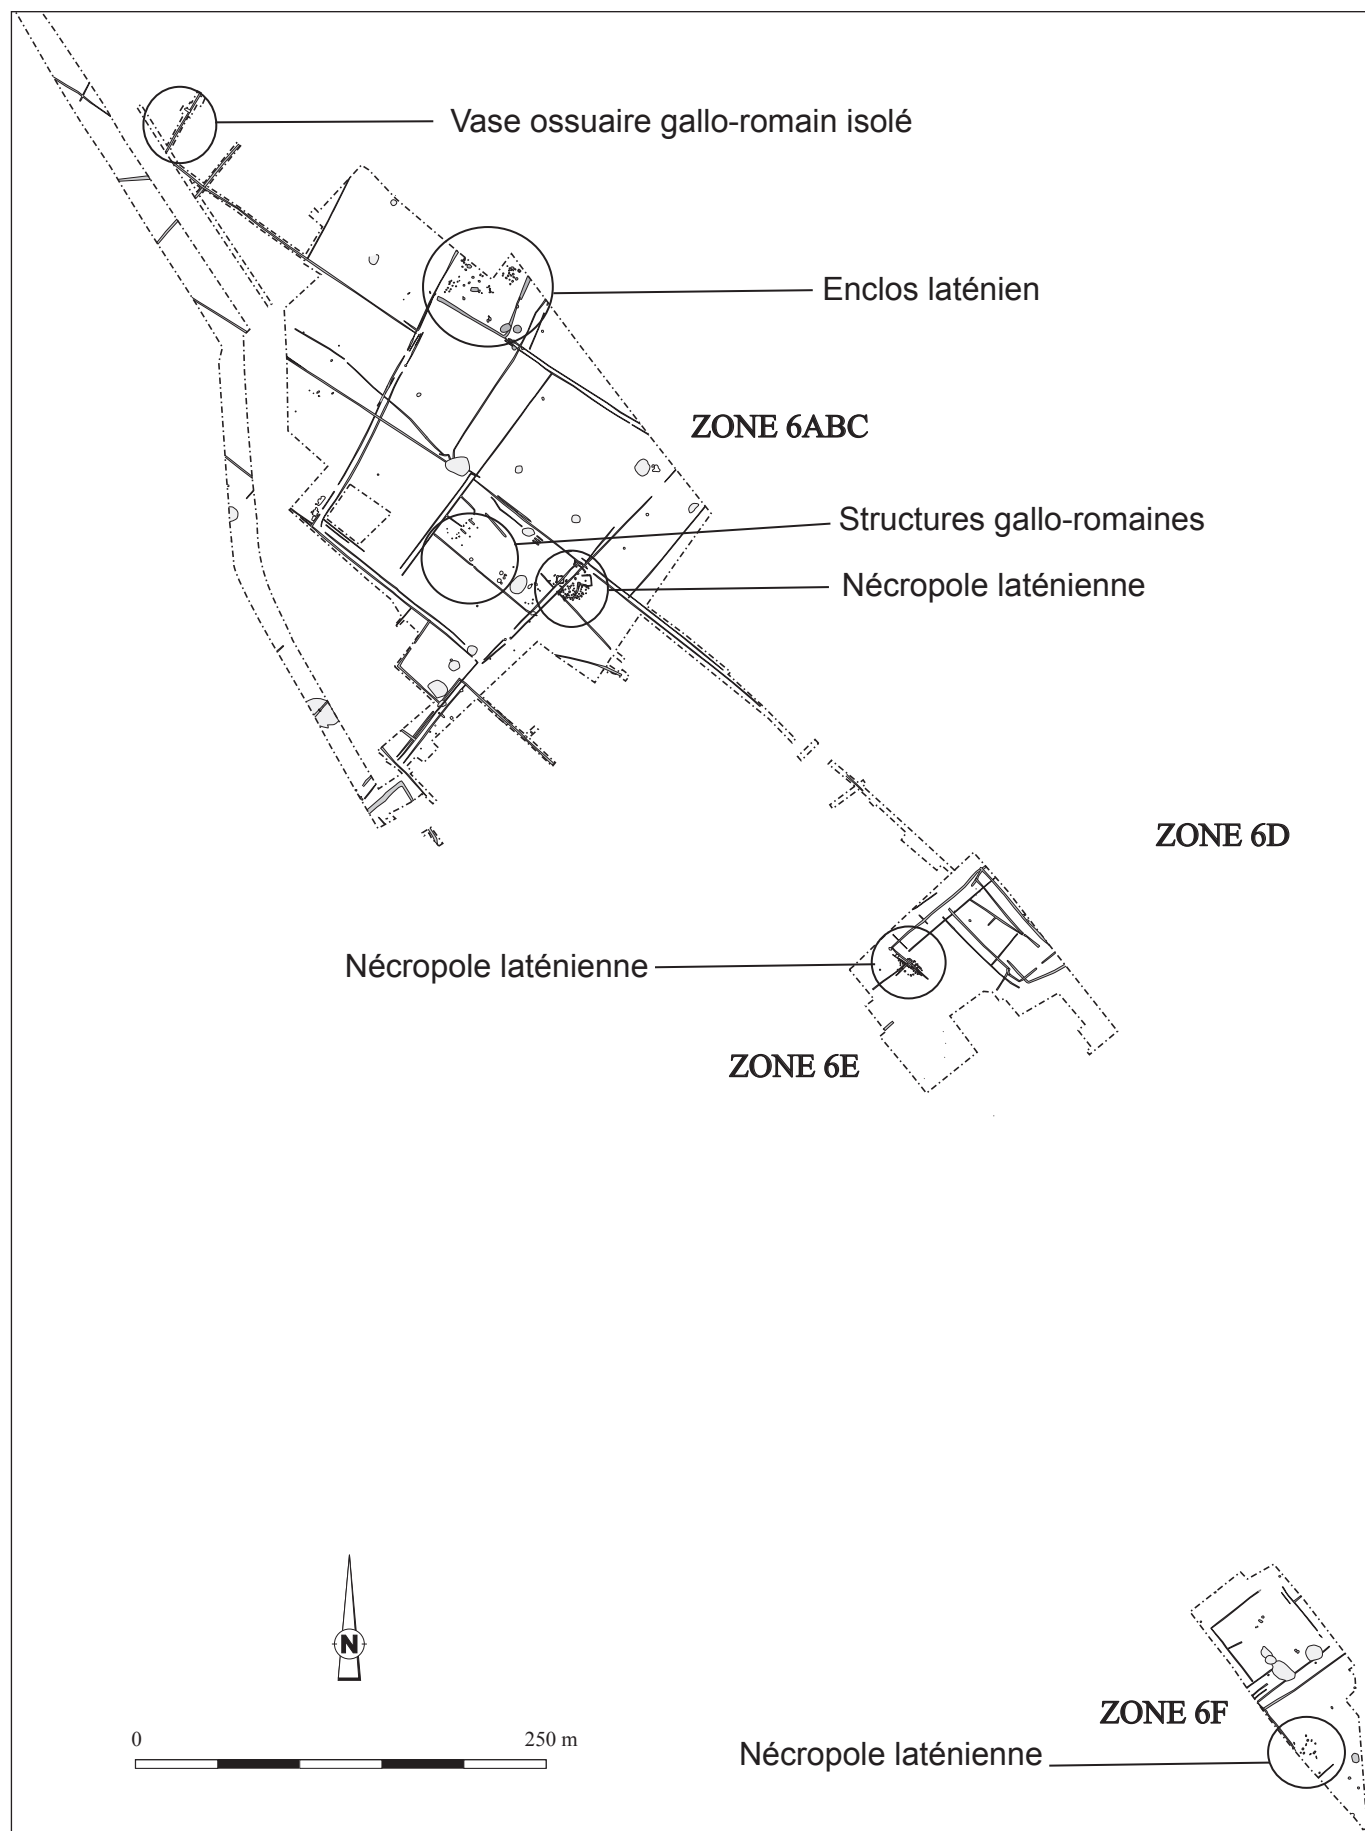 Vase ossuaire gallo-romain isolé
Enclos laténien
ZONE 6ABC
Structures gallo-romaines
Nécropole laténienne
ZONE 6D
Nécropole laténienne
ZONE 6E
N
ZONE 6F
0 250 m
Nécropole laténienne